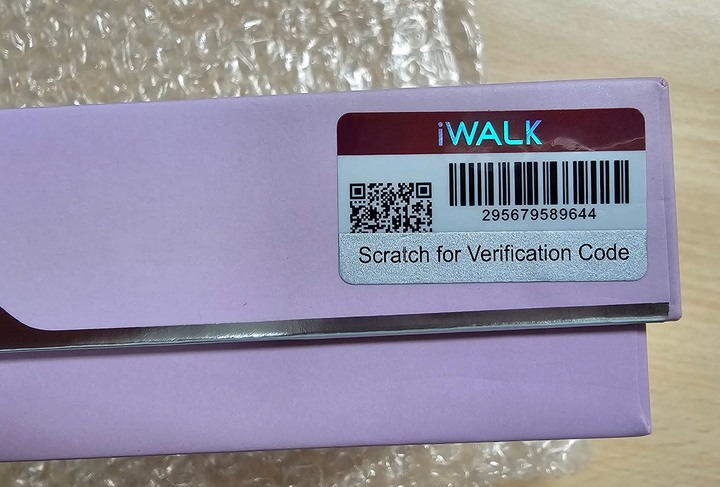 iWALK
295679589644
Scratch for Verification Code